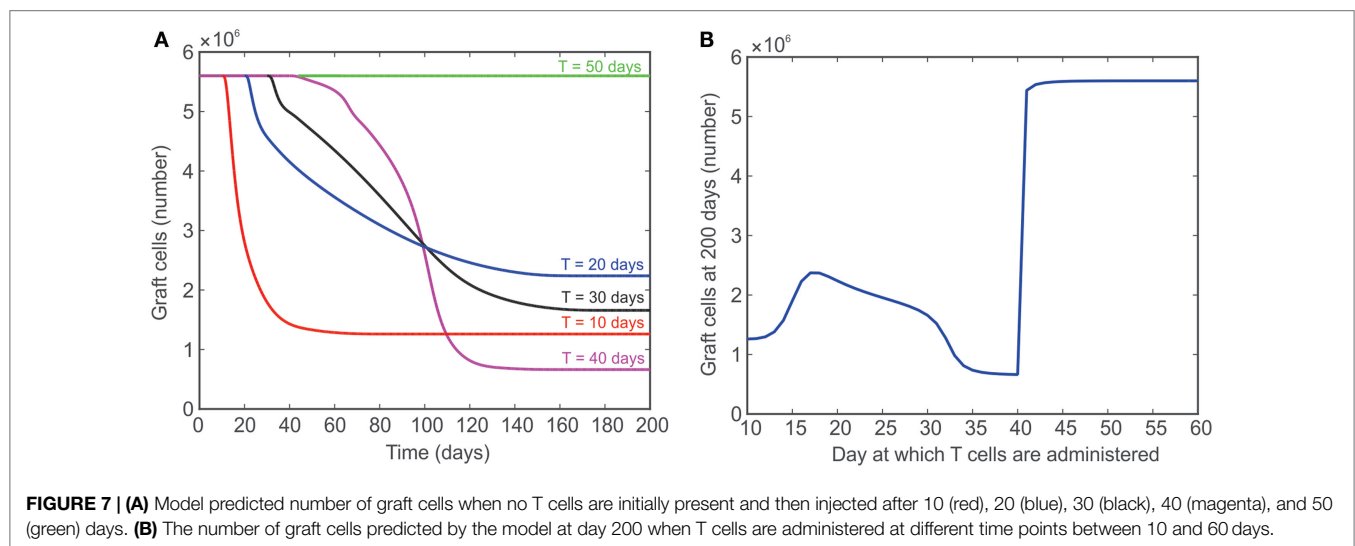 A
×10⁶
6
5
4
3
2
1
0
Graft cells (number)
T = 50 days
T = 20 days
T = 30 days
T = 10 days
T = 40 days
0 20 40 60 80 100 120 140 160 180 200
Time (days)
B
×10⁶
6
5
4
3
2
1
0
Graft cells at 200 days (number)
10 15 20 25 30 35 40 45 50 55 60
Day at which T cells are administered
FIGURE 7 | (A) Model predicted number of graft cells when no T cells are initially present and then injected after 10 (red), 20 (blue), 30 (black), 40 (magenta), and 50
(green) days. (B) The number of graft cells predicted by the model at day 200 when T cells are administered at different time points between 10 and 60 days.